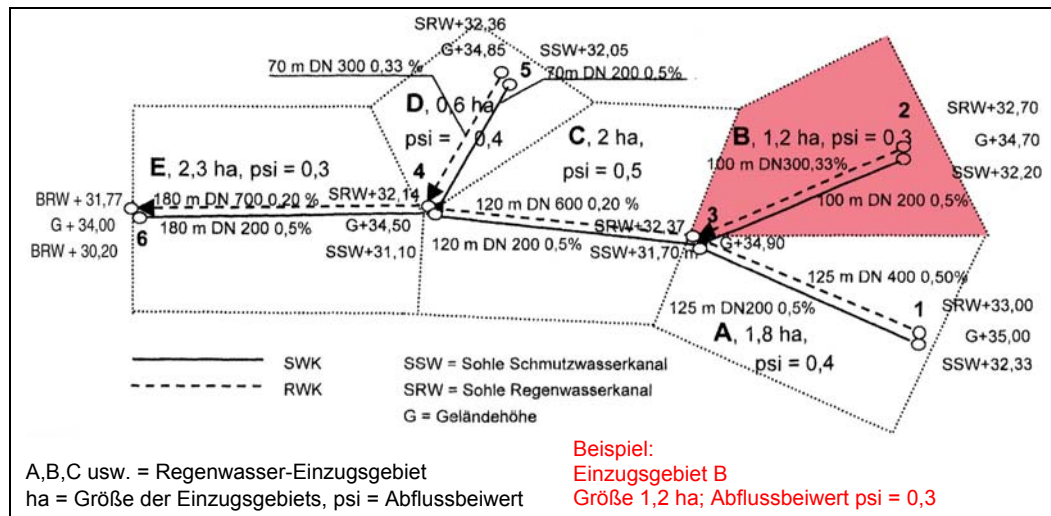 SRW+32,36
G+34,85
SSW+32,05
70 m DN 300 0,33 %
5
70m DN 200 0,5%
D, 0,6 ha
psi = 0,4
2
SRW+32,70
B, 1,2 ha, psi = 0,3
G+34,70
100 m DN300,33%
SSW+32,20
100 m DN 200 0,5%
C, 2 ha,
psi = 0,5
E, 2,3 ha, psi = 0,3
4
BRW + 31,77
180 m DN 700 0,20 %
SRW+32,14
G + 34,00
180 m DN 200 0,5%
6
BRW + 30,20
G+34,50
SSW+31,10
120 m DN 600 0,20 %
120 m DN 200 0,5%
3
SRW+32,37
G+34,90
SSW+31,70 m
125 m DN 400 0,50%
125 m DN200 0,5%
1
SRW+33,00
G+35,00
SSW+32,33
A, 1,8 ha,
psi = 0,4
SWK
SSW = Sohle Schmutzwasserkanal
RWK
SRW = Sohle Regenwasserkanal
G = Geländehöhe
A,B,C usw. = Regenwasser-Einzugsgebiet
ha = Größe der Einzugsgebiets, psi = Abflussbeiwert
Beispiel:
Einzugsgebiet B
Größe 1,2 ha; Abflussbeiwert psi = 0,3